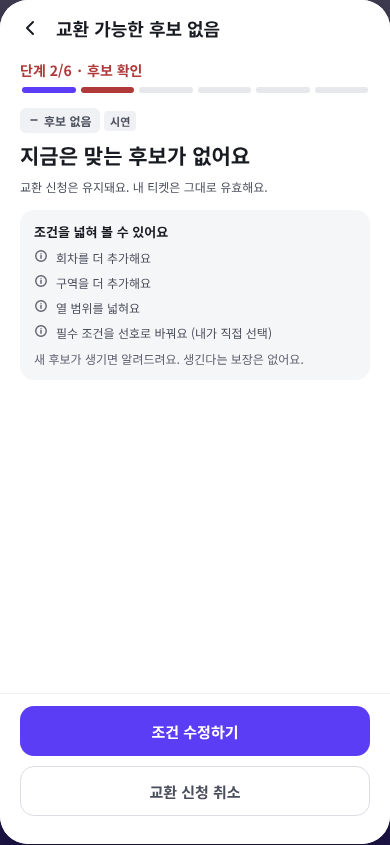 교환 가능한 후보 없음
단계 2/6 · 후보 확인
– 후보 없음 시연
지금은 맞는 후보가 없어요
교환 신청은 유지돼요. 내 티켓은 그대로 유효해요.
조건을 넓혀 볼 수 있어요
회차를 더 추가해요
구역을 더 추가해요
열 범위를 넓혀요
필수 조건을 선호로 바꿔요 (내가 직접 선택)
새 후보가 생기면 알려드려요. 생긴다는 보장은 없어요.
조건 수정하기
교환 신청 취소